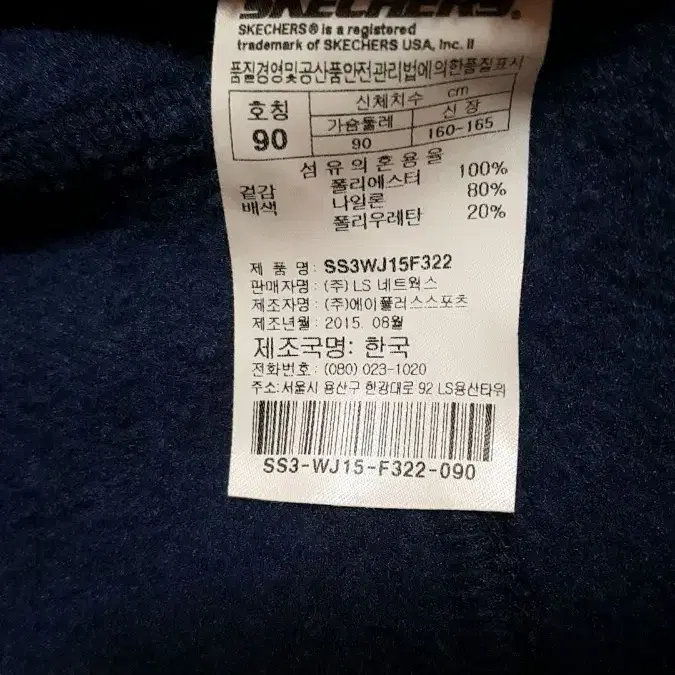 SKECHERS.
SKECHERS® is a registered
trademark of SKECHERS USA, Inc. II
품질경영및공산품안전관리법에의한품질표시
호칭 신체치수 cm
가슴둘레 신 장
90 90 160-165
섬 유 의 혼 용 율
겉감 폴리에스터 100%
배색 나일론 80%
폴리우레탄 20%
제 품 명: SS3WJ15F322
판매자명: (주) LS 네트웍스
제조자명: (주)에이플러스스포츠
제조년월: 2015. 08월
제조국명: 한국
전화번호: (080) 023-1020
주소:서울시 용산구 한강대로 92 LS용산타워
SS3-WJ15-F322-090